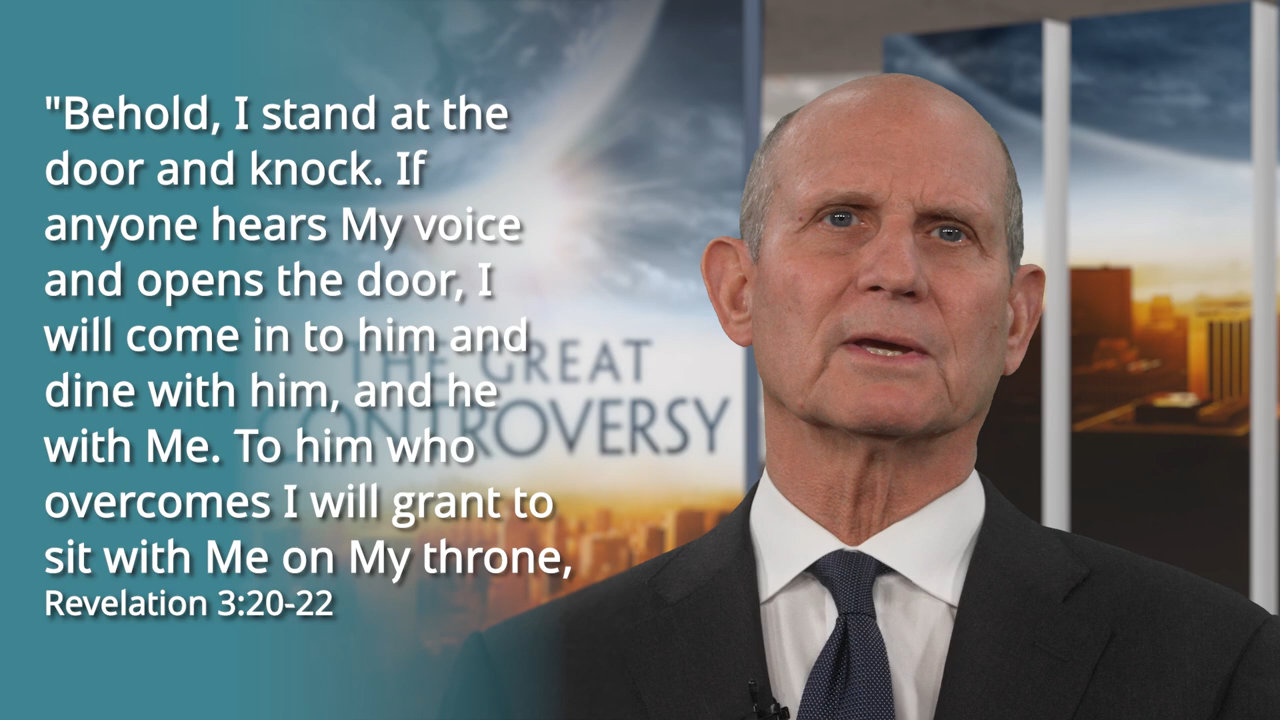 "Behold, I stand at the
door and knock. If
anyone hears My voice
and opens the door, I
will come in to him and
dine with him, and he
with Me. To him who
overcomes I will grant to
sit with Me on My throne,
Revelation 3:20-22
THE GREAT
CONTROVERSY